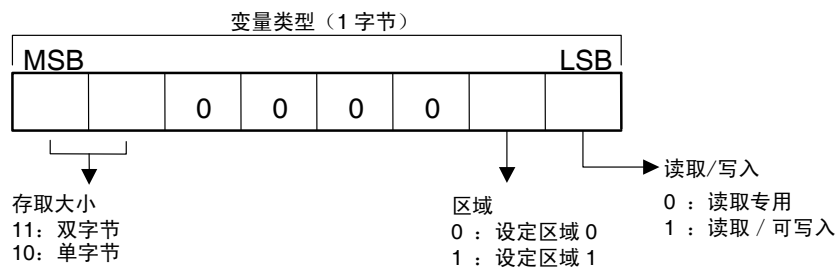 变量类型（1 字节）
MSB
LSB
0 0 0 0
存取大小
11：双字节
10：单字节
区域
0 ：设定区域 0
1 ：设定区域 1
读取/写入
0 ：读取专用
1 ：读取 / 可写入